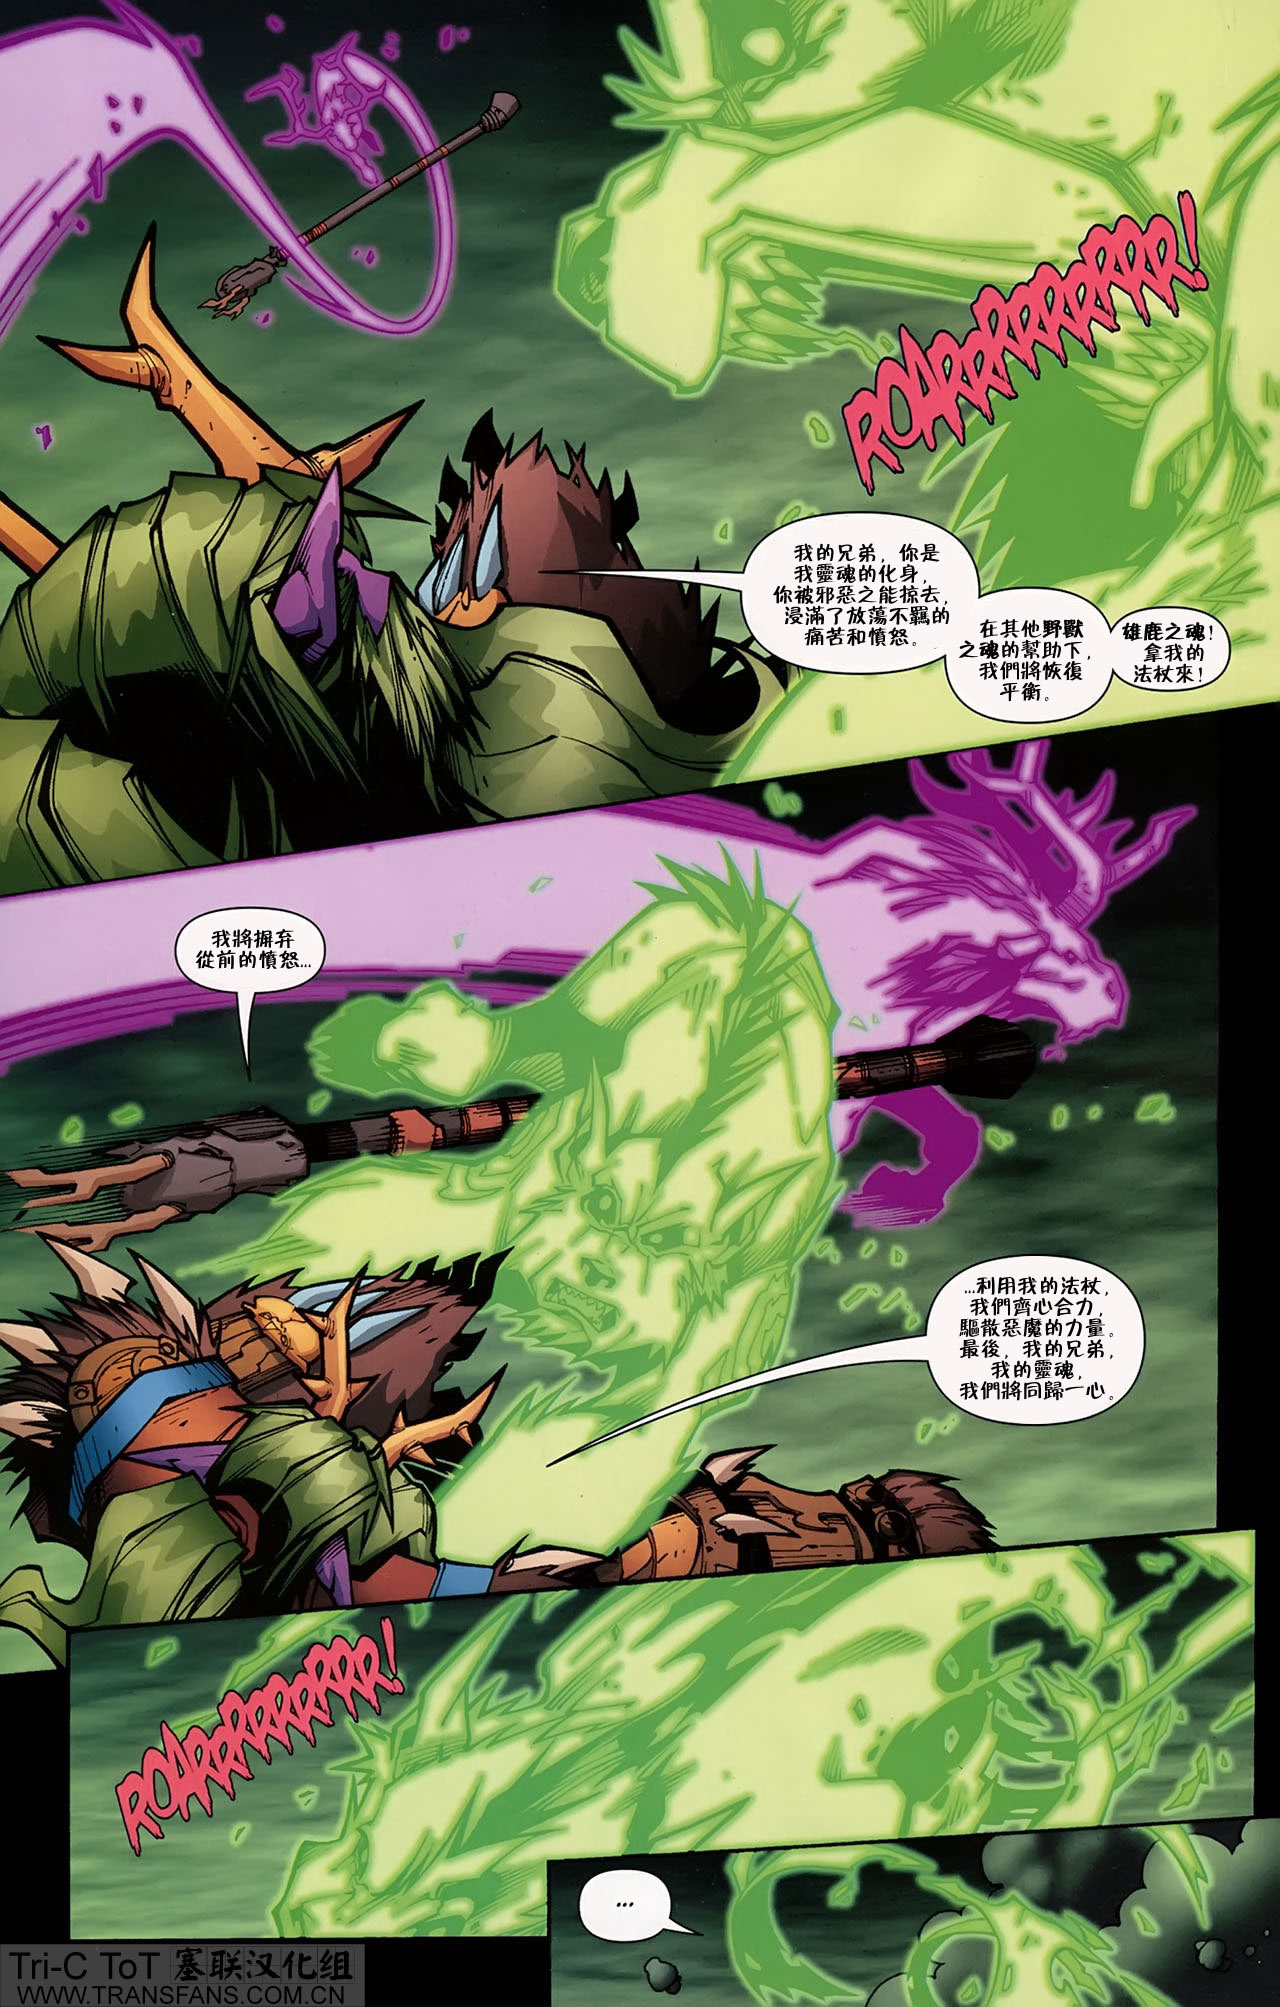 ROARRRRRRRRR!
我的兄弟，你是
我靈魂的化身，
你被邪惡之能掠去，
浸滿了放蕩不羈的
痛苦和憤怒。
在其他野獸
之魂的幫助下，
我們將恢復
平衡。
雄鹿之魂！
拿我的
法杖來！
我將摒弃
從前的憤怒...
...利用我的法杖，
我們齊心合力，
驅散惡魔的力量。
最後，我的兄弟，
我的靈魂，
我們將同歸一心。
ROARRRRRRRRR!
...
Tri-C ToT 塞联汉化组
WWW.TRANSFANS.COM.CN